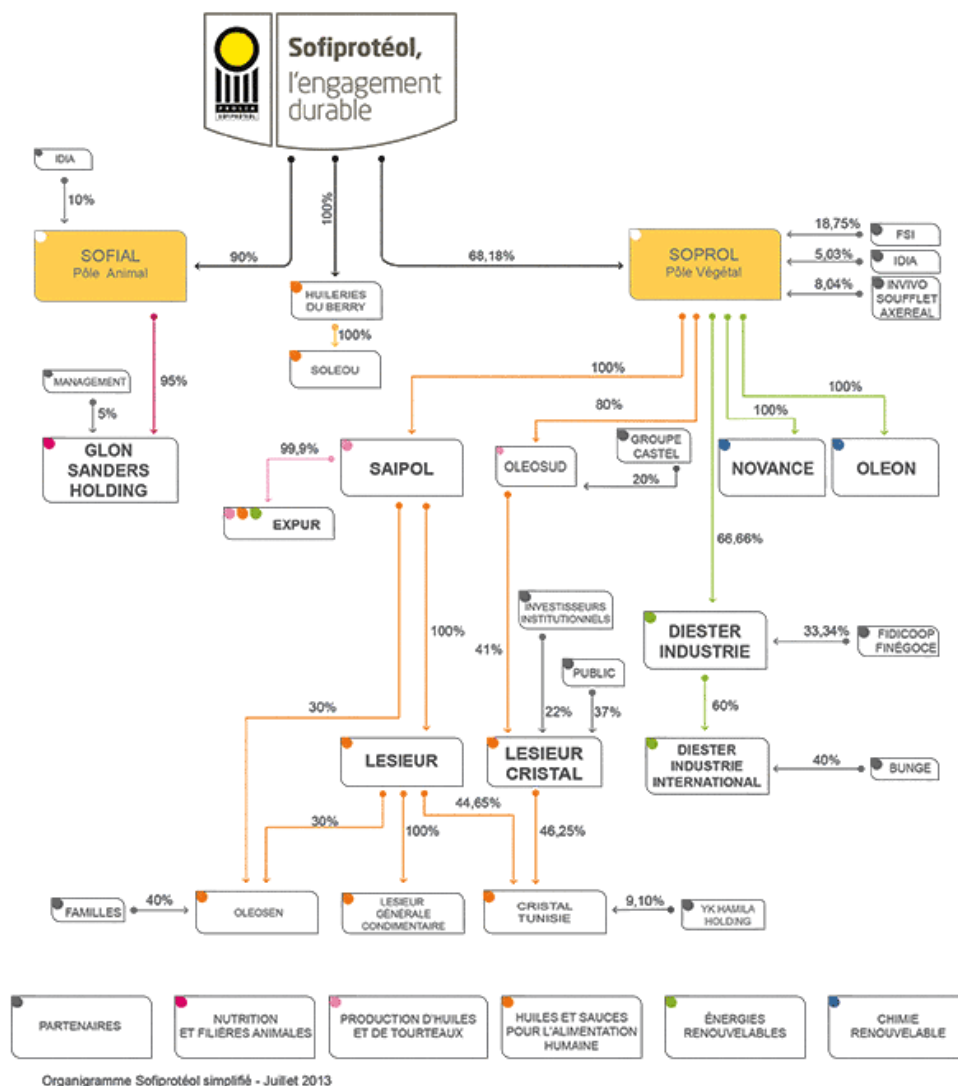 Sofiprotéol,
l'engagement
durable
PROLEA
SOFIPROTEOL
IDIA
10%
100%
SOFIAL
Pôle Animal
90%
68,18%
SOPROL
Pôle Végétal
18,75%
FSI
5,03%
IDIA
8,04%
INVIVO
SOUFFLET
AXEREAL
HUILERIES
DU BERRY
100%
SOLEOU
MANAGEMENT
5%
95%
GLON
SANDERS
HOLDING
100%
80%
100%
100%
99,9%
SAIPOL
OLEOSUD
GROUPE
CASTEL
20%
NOVANCE
OLEON
EXPUR
66,66%
INVESTISSEURS
INSTITUTIONNELS
100%
41%
PUBLIC
22%
37%
30%
DIESTER
INDUSTRIE
33,34%
FIDICOOP
FINÉGOCE
60%
LESIEUR
LESIEUR
CRISTAL
DIESTER
INDUSTRIE
INTERNATIONAL
40%
BUNGE
30%
100%
44,65%
46,25%
FAMILLES
40%
OLEOSEN
LESIEUR
GÉNÉRALE
CONDIMENTAIRE
CRISTAL
TUNISIE
9,10%
YK HAMILA
HOLDING
PARTENAIRES
NUTRITION
ET FILIÈRES ANIMALES
PRODUCTION D'HUILES
ET DE TOURTEAUX
HUILES ET SAUCES
POUR L'ALIMENTATION
HUMAINE
ÉNERGIES
RENOUVELABLES
CHIMIE
RENOUVELABLE
Organigramme Sofiprotéol simplifié - Juillet 2013